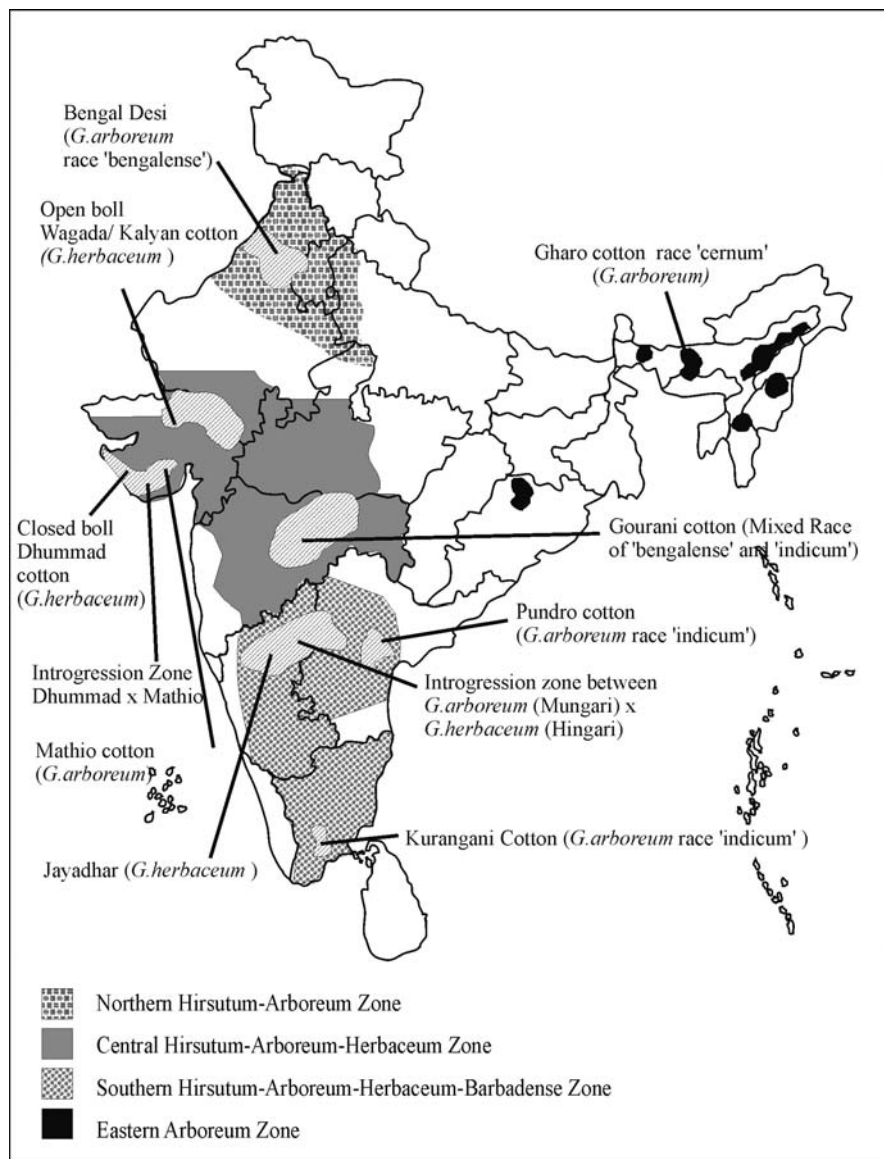 Bengal Desi
(G.arboreum
race 'bengalense')
Open boll
Wagada/ Kalyan cotton
(G.herbaceum )
Gharo cotton race 'cernum'
(G.arboreum)
Closed boll
Dhummad
cotton
(G.herbaceum)
Gourani cotton (Mixed Race
of 'bengalense' and 'indicum')
Pundro cotton
(G.arboreum race 'indicum')
Introgression Zone
Dhummad x Mathio
Introgression zone between
G.arboreum (Mungari) x
G.herbaceum (Hingari)
Mathio cotton
(G.arboreum)
Kurangani Cotton (G.arboreum race 'indicum' )
Jayadhar (G.herbaceum )
Northern Hirsutum-Arboreum Zone
Central Hirsutum-Arboreum-Herbaceum Zone
Southern Hirsutum-Arboreum-Herbaceum-Barbadense Zone
Eastern Arboreum Zone